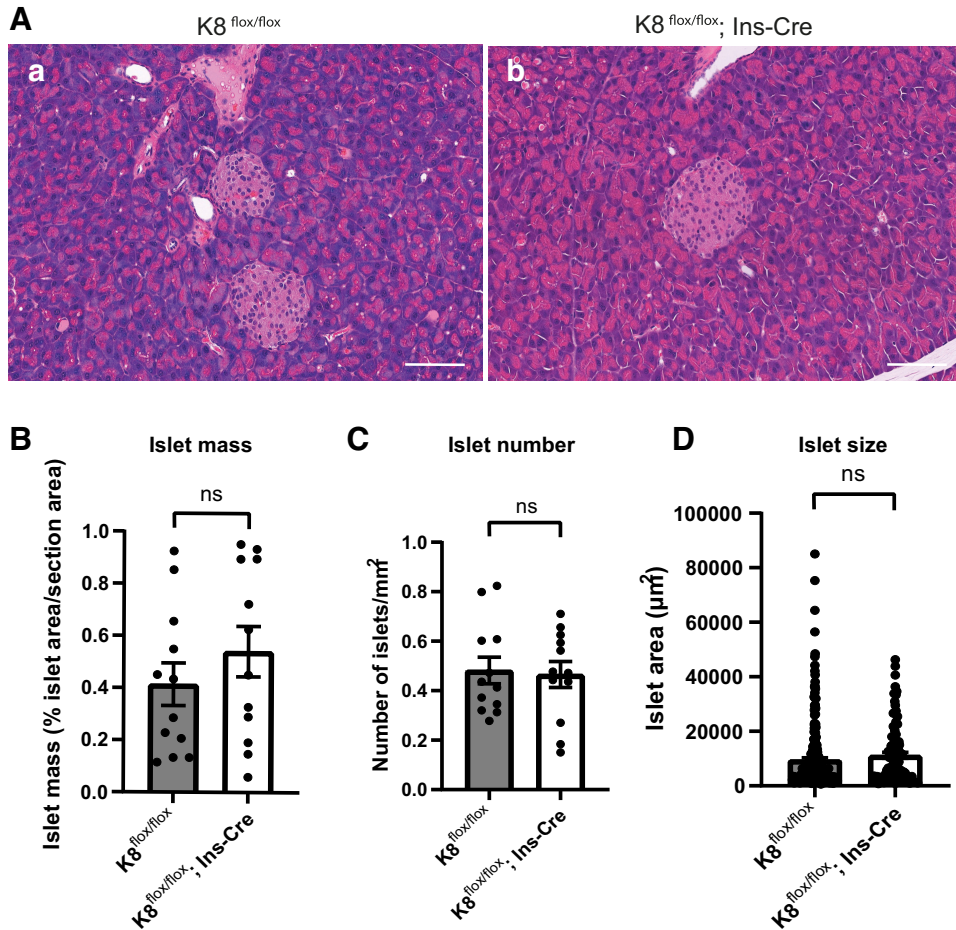 A
K8 flox/flox
K8 flox/flox; Ins-Cre
a
b
B
Islet mass
ns
Islet mass (% islet area/section area)
1.0
0.8
0.6
0.4
0.2
0.0
K8flox/flox
K8flox/flox; Ins-Cre
C
Islet number
ns
Number of islets/mm2
1.0
0.8
0.6
0.4
0.2
0.0
K8flox/flox
K8flox/flox; Ins-Cre
D
Islet size
ns
Islet area (µm2)
100000
80000
60000
40000
20000
0
K8flox/flox
K8flox/flox; Ins-Cre